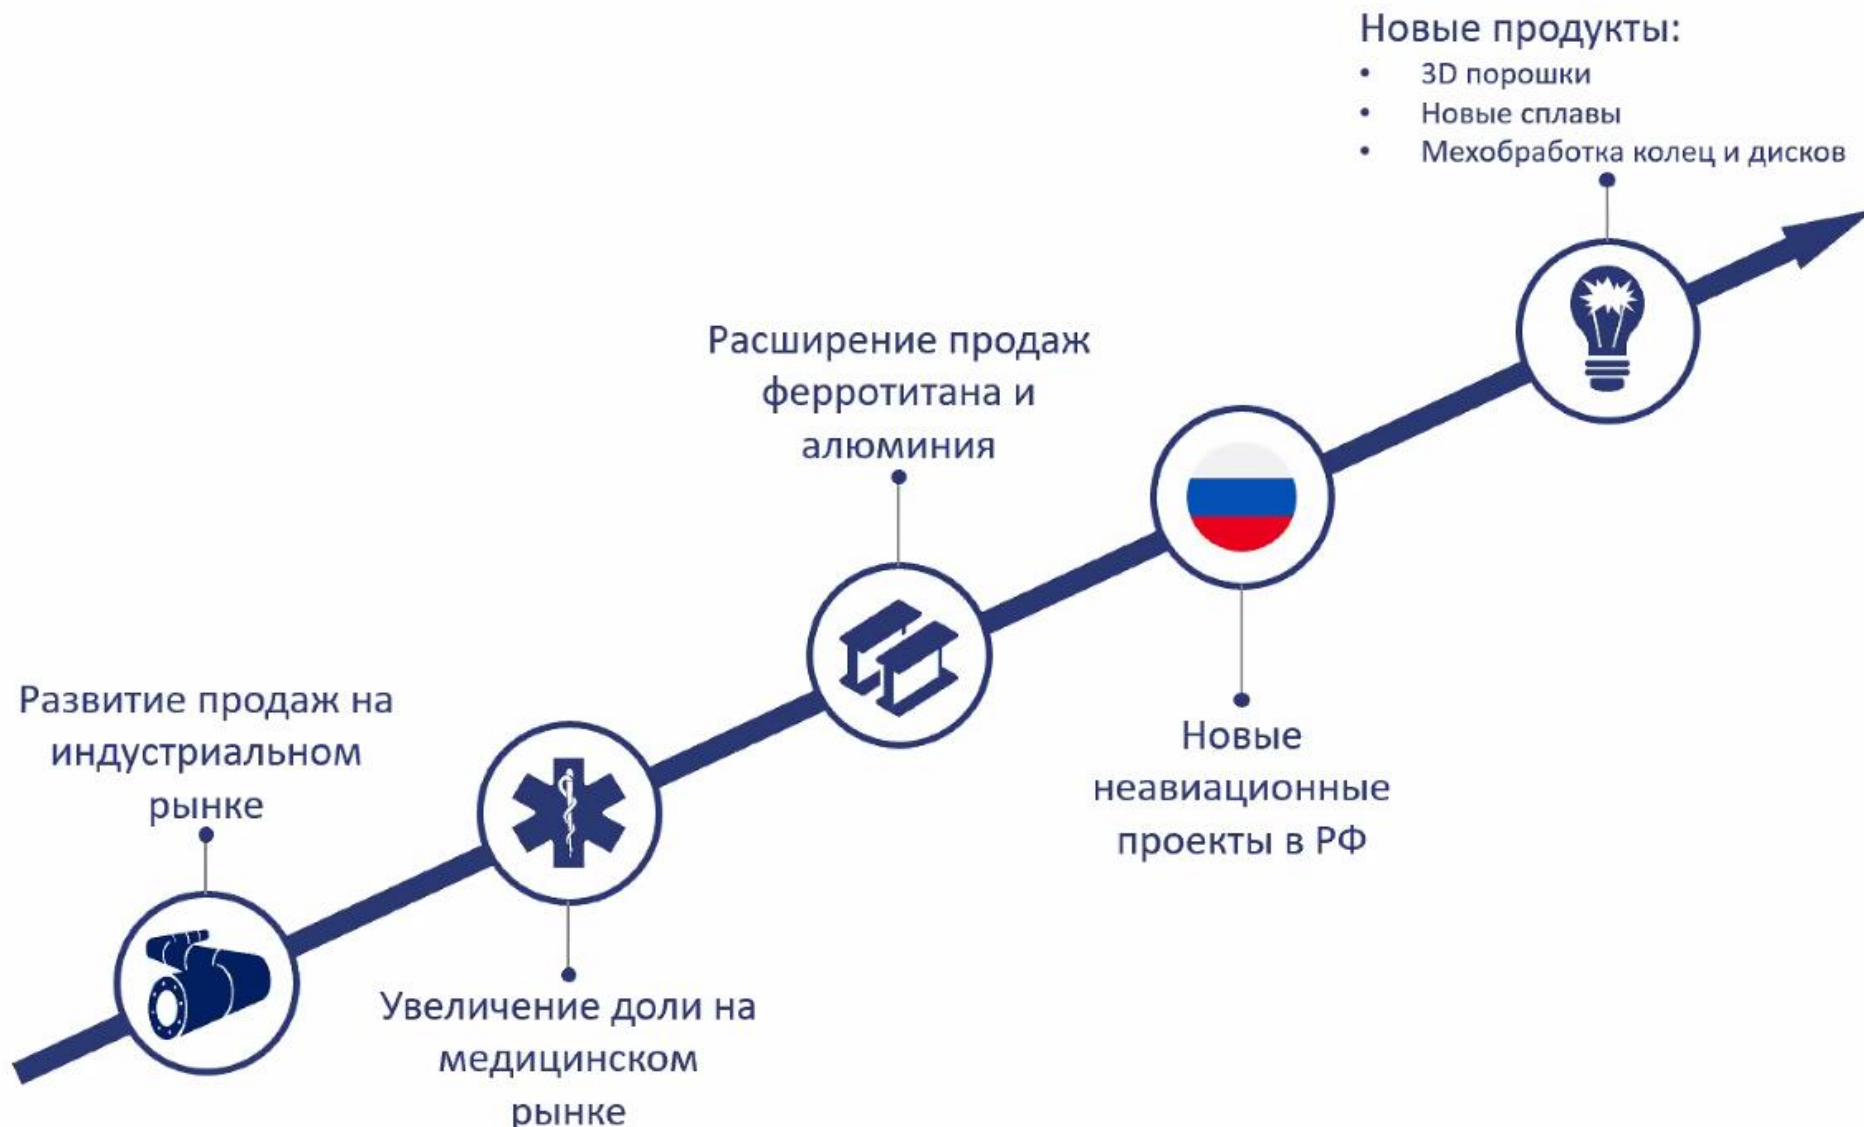 Новые продукты:
• 3D порошки
• Новые сплавы
• Мехобработка колец и дисков
Расширение продаж
ферротитана и
алюминия
Развитие продаж на
индустриальном
рынке
Новые
неавиационные
проекты в РФ
Увеличение доли на
медицинском
рынке